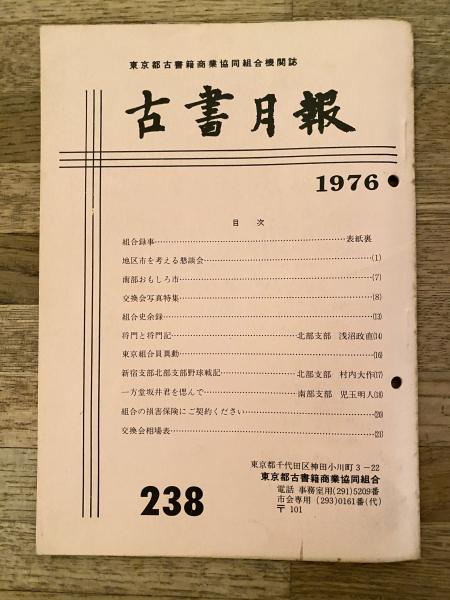 東京都古書籍商業協同組合機関誌
古書月報
1976
目 次
組合録事……………………………………表紙裏
地区市を考える懇談会……………………………………(1)
南部おもしろ市……………………………………(7)
交換会写真特集……………………………………(8)
組合史余録……………………………………(13)
将門と将門記……………………北部支部 浅沼政直(14)
東京組合員異動……………………………………(16)
新宿支部北部支部野球戦記……………北部支部 村内大作(17)
一方堂坂井君を偲んで……………南部支部 児玉明人(18)
組合の損害保険にご契約ください……………………(20)
交換会相場表……………………………………(21)
東京都千代田区神田小川町3-22
東京都古書籍商業協同組合
電話 事務室用(291)5209番
市会専用(293)0161番(代)
〒 101
238